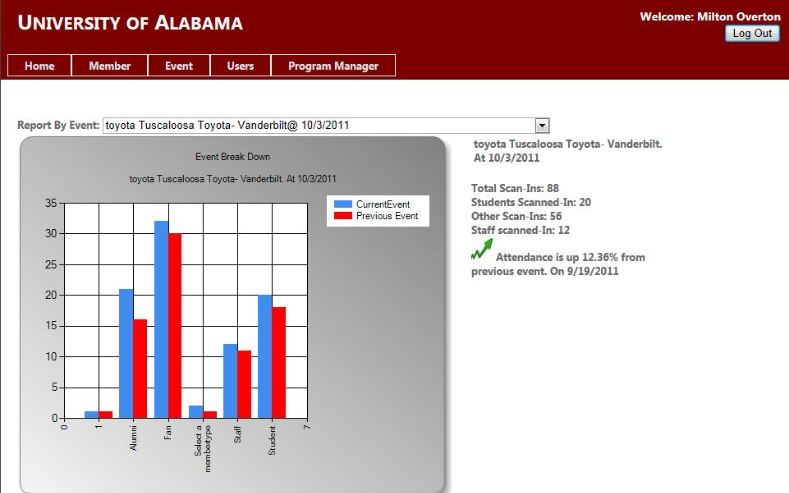 UNIVERSITY OF ALABAMA
Welcome: Milton Overton
Log Out
Home Member Event Users Program Manager
Report By Event: toyota Tuscaloosa Toyota- Vanderbilt@ 10/3/2011
Event Break Down
toyota Tuscaloosa Toyota- Vanderbilt. At 10/3/2011
CurrentEvent
Previous Event
35
30
25
20
15
10
5
0
0
1
Alumni
Fan
Select a
membertype
Staff
Student
7
toyota Tuscaloosa Toyota- Vanderbilt.
At 10/3/2011
Total Scan-Ins: 88
Students Scanned-In: 20
Other Scan-Ins: 56
Staff scanned-In: 12
Attendance is up 12.36% from
previous event. On 9/19/2011